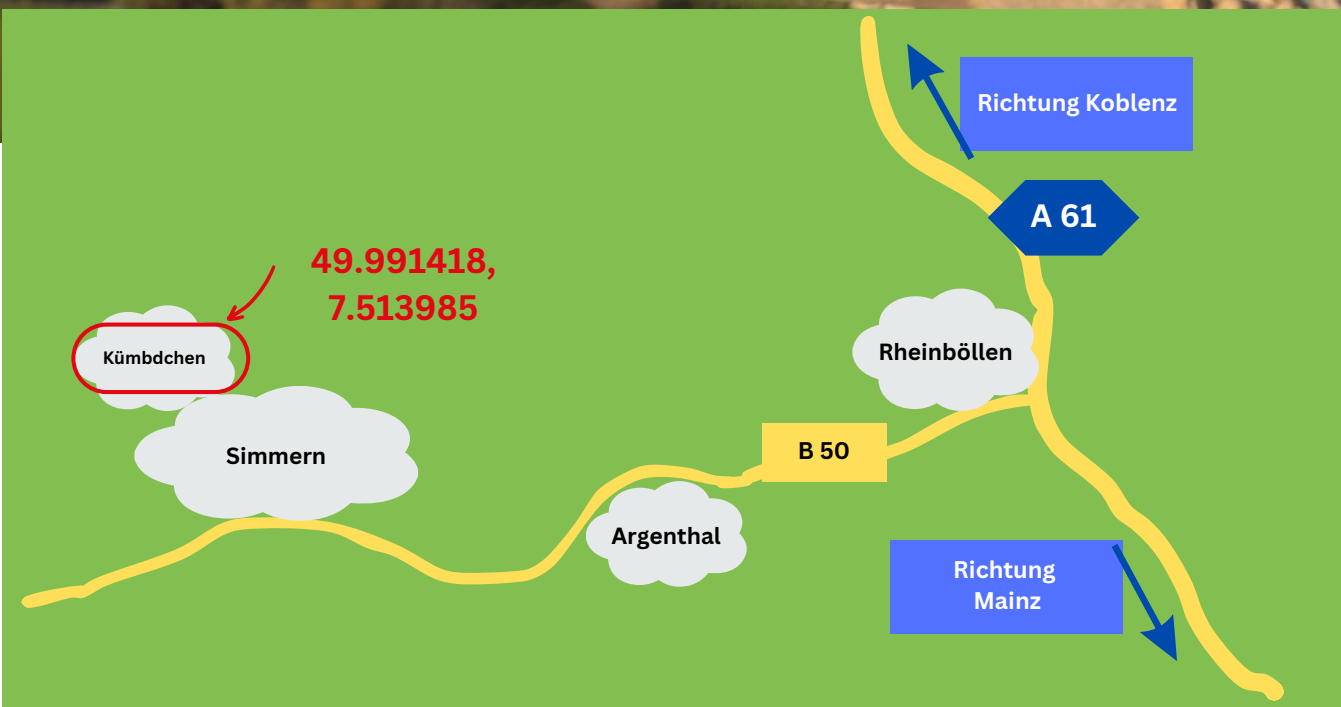 Richtung Koblenz
A 61
49.991418,
7.513985
Kümbdchen
Rheinböllen
Simmern
B 50
Argenthal
Richtung
Mainz